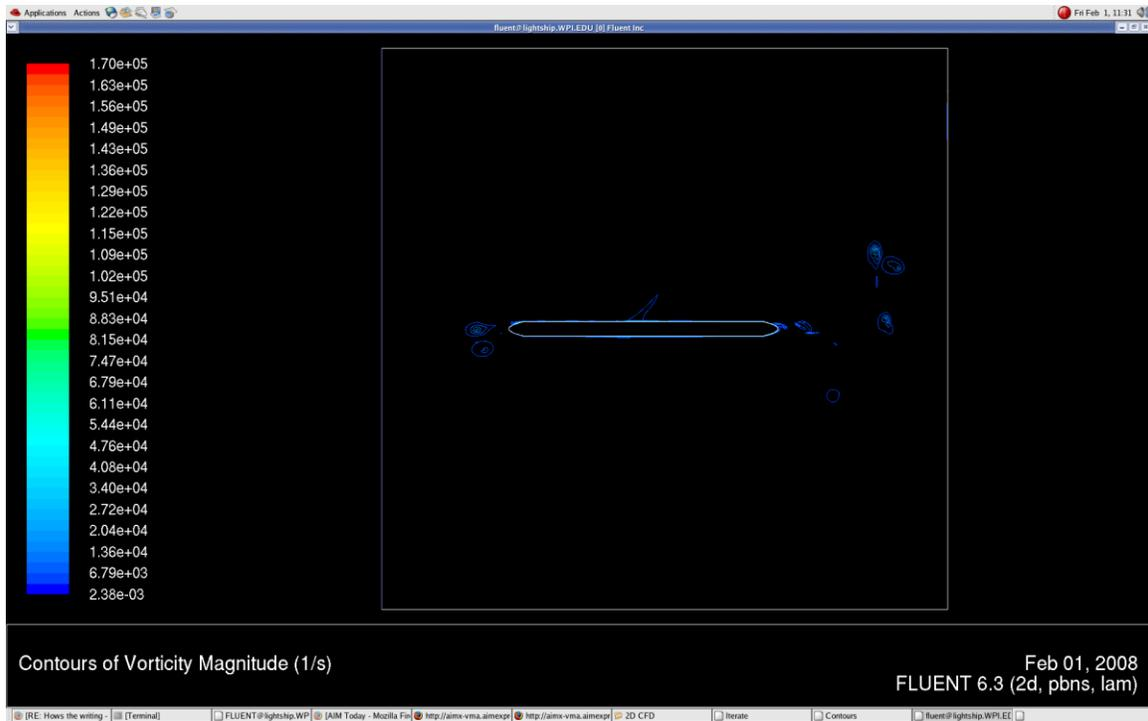 Applications Actions Fri Feb 1, 11:31
fluent@lightship.WPI.EDU [0] Fluent Inc
1.70e+05
1.63e+05
1.56e+05
1.49e+05
1.43e+05
1.36e+05
1.29e+05
1.22e+05
1.15e+05
1.09e+05
1.02e+05
9.51e+04
8.83e+04
8.15e+04
7.47e+04
6.79e+04
6.11e+04
5.44e+04
4.76e+04
4.08e+04
3.40e+04
2.72e+04
2.04e+04
1.36e+04
6.79e+03
2.38e-03
Contours of Vorticity Magnitude (1/s)
Feb 01, 2008
FLUENT 6.3 (2d, pbns, lam)
[RE: Hows the writing - [Terminal] FLUENT@lightship.WP [AIM Today - Mozilla Fir http://aimx-vma.aimexpr http://aimx-vma.aimexpr 2D CFD Iterate Contours fluent@lightship.WPI.EI